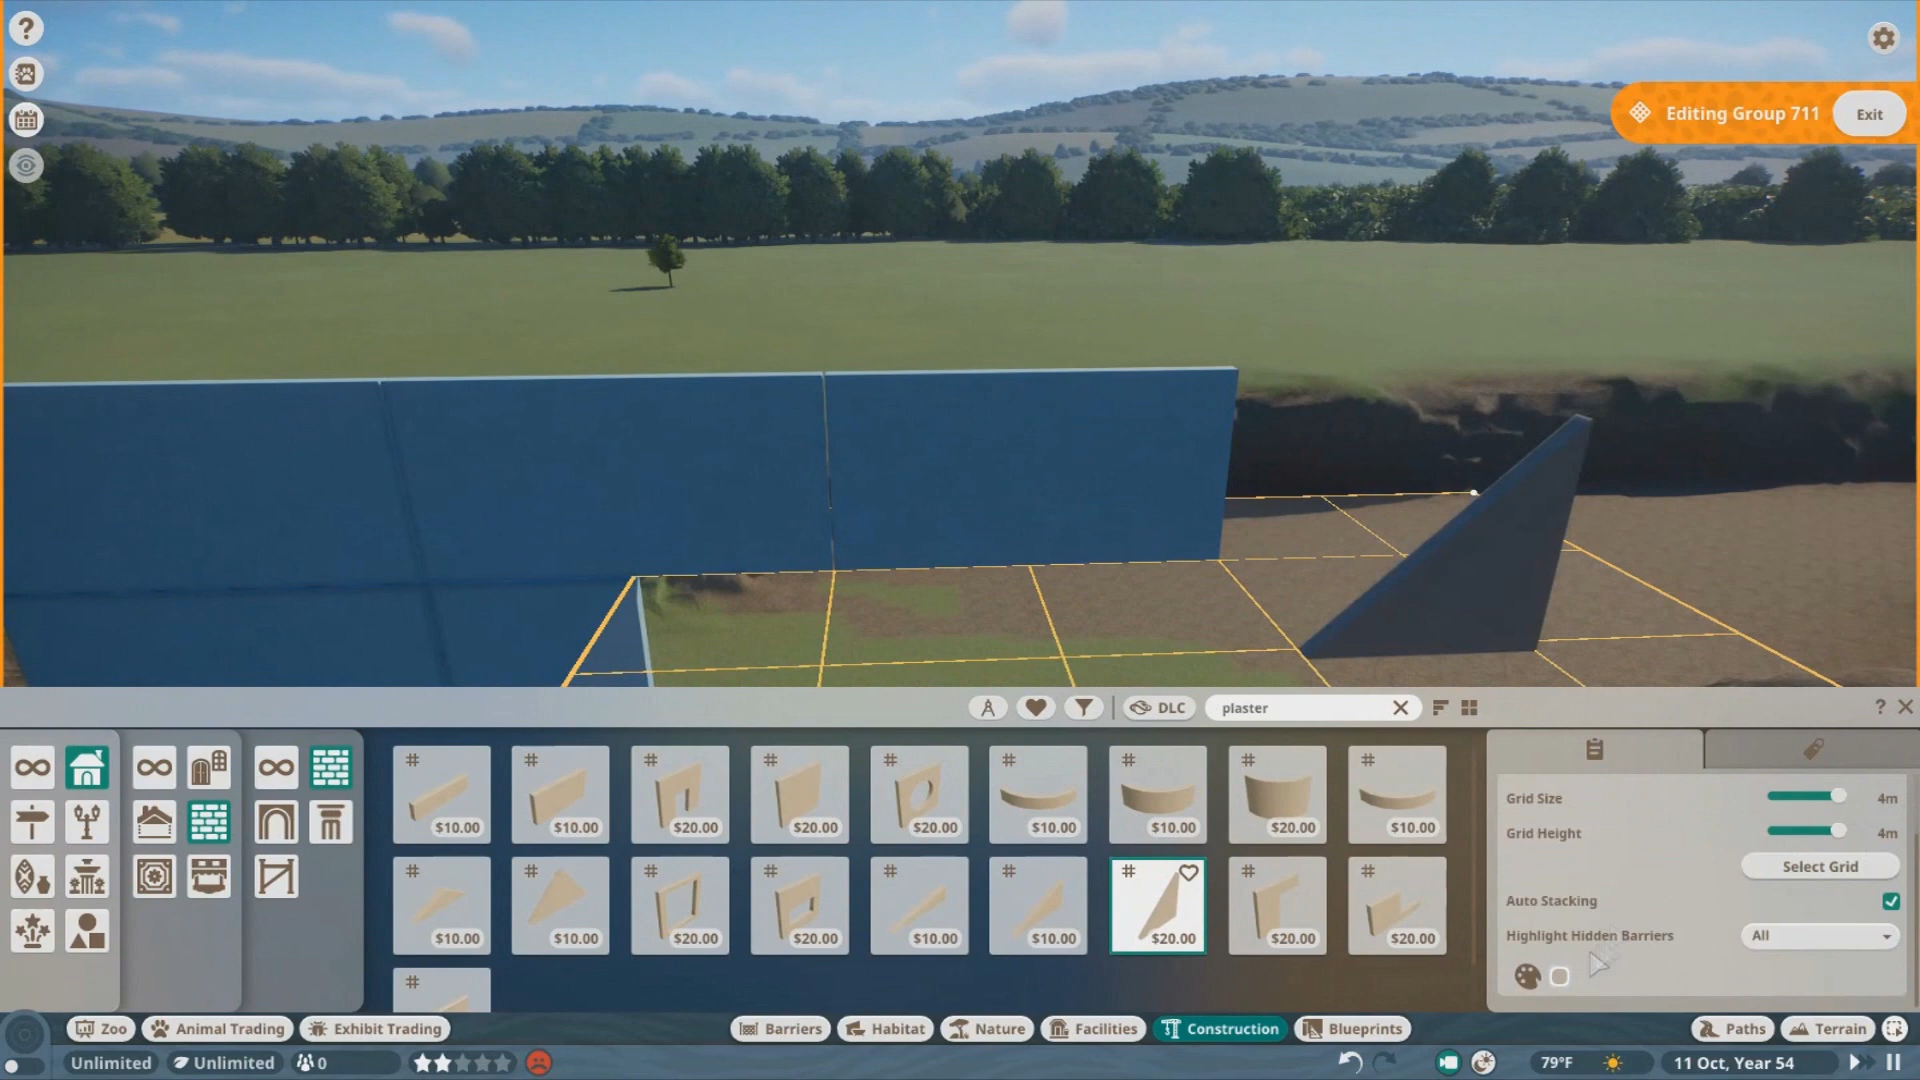 ?
Editing Group 711 Exit
DLC plaster ?
# $10.00 # $10.00 # $20.00 # $20.00 # $20.00 # $10.00 # $10.00 # $20.00 # $10.00
Grid Size 4m
Grid Height 4m
Select Grid
# $10.00 # $10.00 # $20.00 # $20.00 # $10.00 # $10.00 # $20.00 # $20.00 # $20.00
Auto Stacking
Highlight Hidden Barriers All
#
Zoo Animal Trading Exhibit Trading Barriers Habitat Nature Facilities Construction Blueprints Paths Terrain
Unlimited Unlimited 0 79°F 11 Oct, Year 54